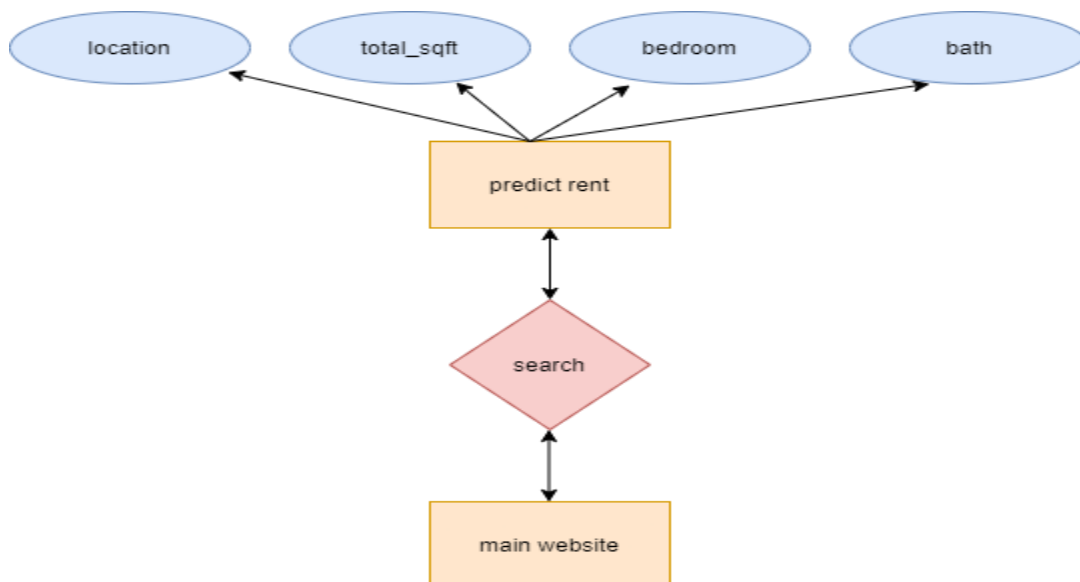 location
total_sqft
bedroom
bath
predict rent
search
main website